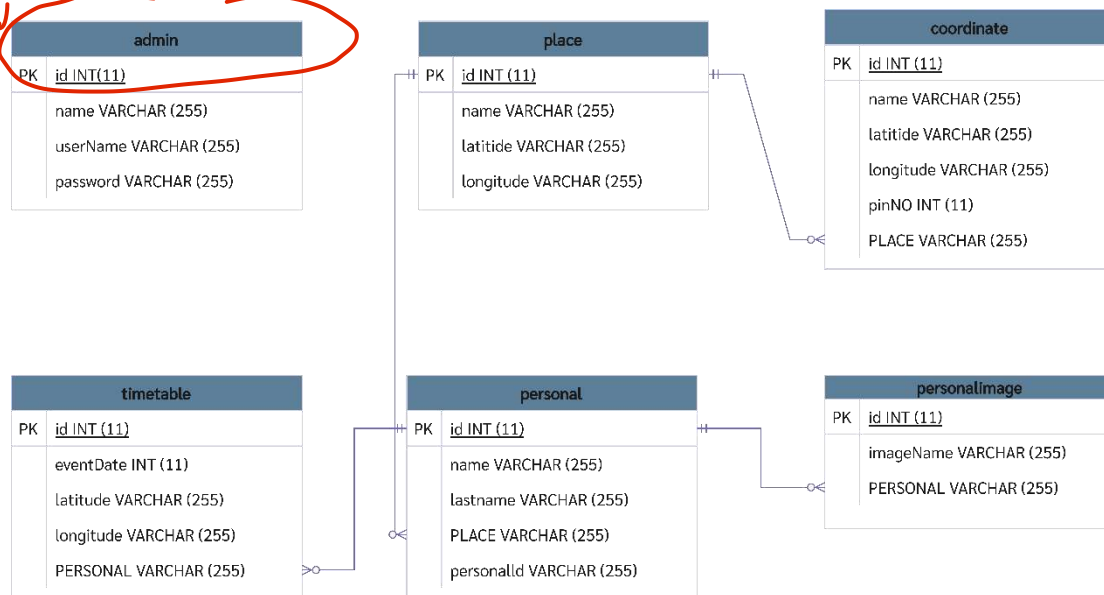 admin
PK id INT(11)
name VARCHAR (255)
userName VARCHAR (255)
password VARCHAR (255)
place
PK id INT (11)
name VARCHAR (255)
latitide VARCHAR (255)
longitude VARCHAR (255)
coordinate
PK id INT (11)
name VARCHAR (255)
latitide VARCHAR (255)
longitude VARCHAR (255)
pinNO INT (11)
PLACE VARCHAR (255)
timetable
PK id INT (11)
eventDate INT (11)
latitude VARCHAR (255)
longitude VARCHAR (255)
PERSONAL VARCHAR (255)
personal
PK id INT (11)
name VARCHAR (255)
lastname VARCHAR (255)
PLACE VARCHAR (255)
personalId VARCHAR (255)
personalimage
PK id INT (11)
imageName VARCHAR (255)
PERSONAL VARCHAR (255)